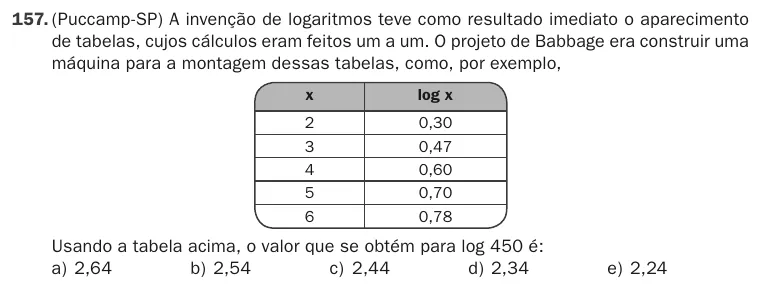 157. (Puccamp-SP) A invenção de logaritmos teve como resultado imediato o aparecimento
de tabelas, cujos cálculos eram feitos um a um. O projeto de Babbage era construir uma
máquina para a montagem dessas tabelas, como, por exemplo,
x log x
2 0,30
3 0,47
4 0,60
5 0,70
6 0,78
Usando a tabela acima, o valor que se obtém para log 450 é:
a) 2,64 b) 2,54 c) 2,44 d) 2,34 e) 2,24